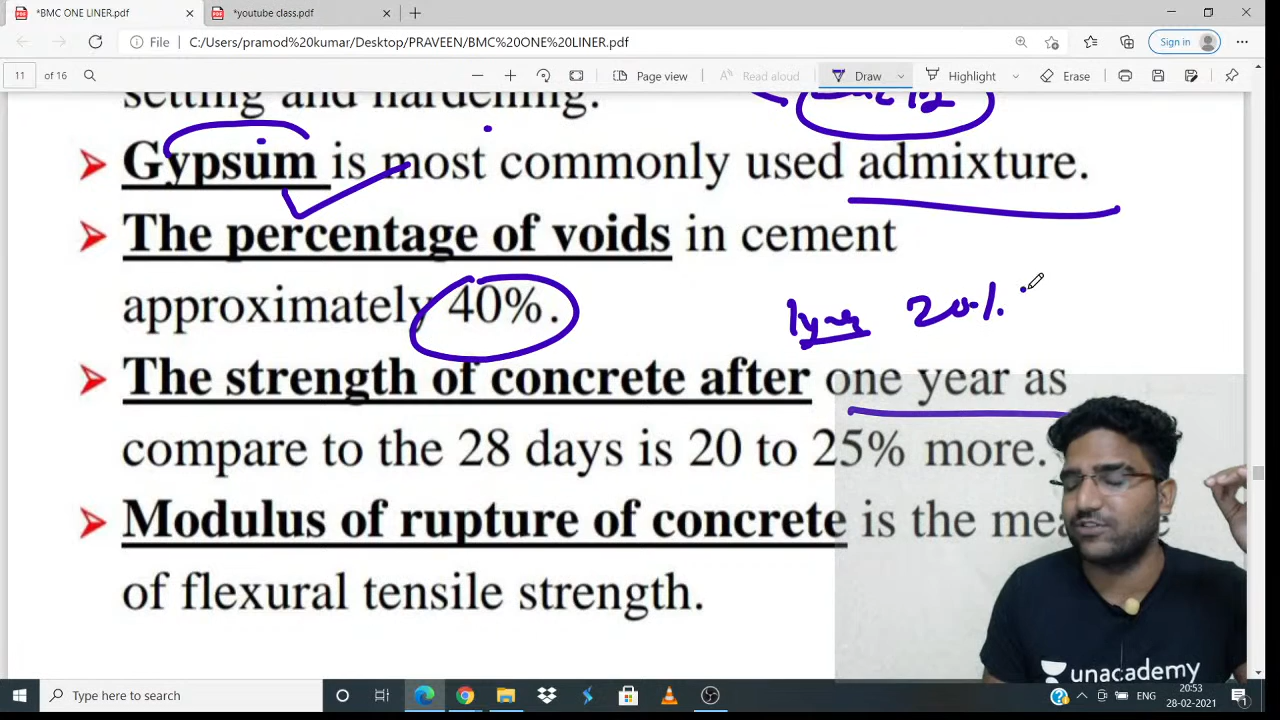 *BMC ONE LINER.pdf
*youtube class.pdf
File C:/Users/pramod%20kumar/Desktop/PRAVEEN/BMC%20ONE%20LINER.pdf
Sign in
11 of 16
Page view
Read aloud
Draw
Highlight
Erase
setting and hardening.
Gypsum is most commonly used admixture.
The percentage of voids in cement
approximately 40%.
20%
The strength of concrete after one year as
compare to the 28 days is 20 to 25% more.
Modulus of rupture of concrete is the
of flexural tensile strength.
unacademy
Type here to search
ENG
20:53
28-02-2021